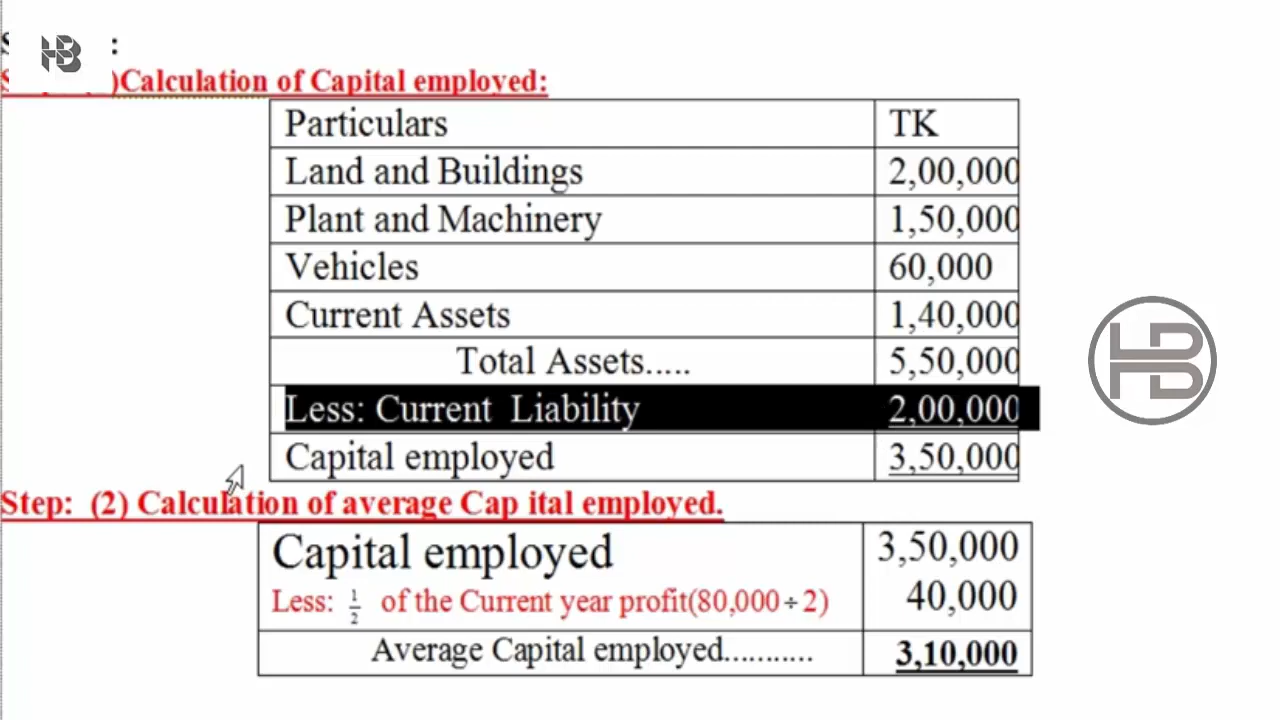 S :
)Calculation of Capital employed:
Particulars TK
Land and Buildings 2,00,000
Plant and Machinery 1,50,000
Vehicles 60,000
Current Assets 1,40,000
Total Assets..... 5,50,000
Less: Current Liability 2,00,000
Capital employed 3,50,000
Step: (2) Calculation of average Cap ital employed.
Capital employed 3,50,000
Less: 1/2 of the Current year profit(80,000÷2) 40,000
Average Capital employed........... 3,10,000